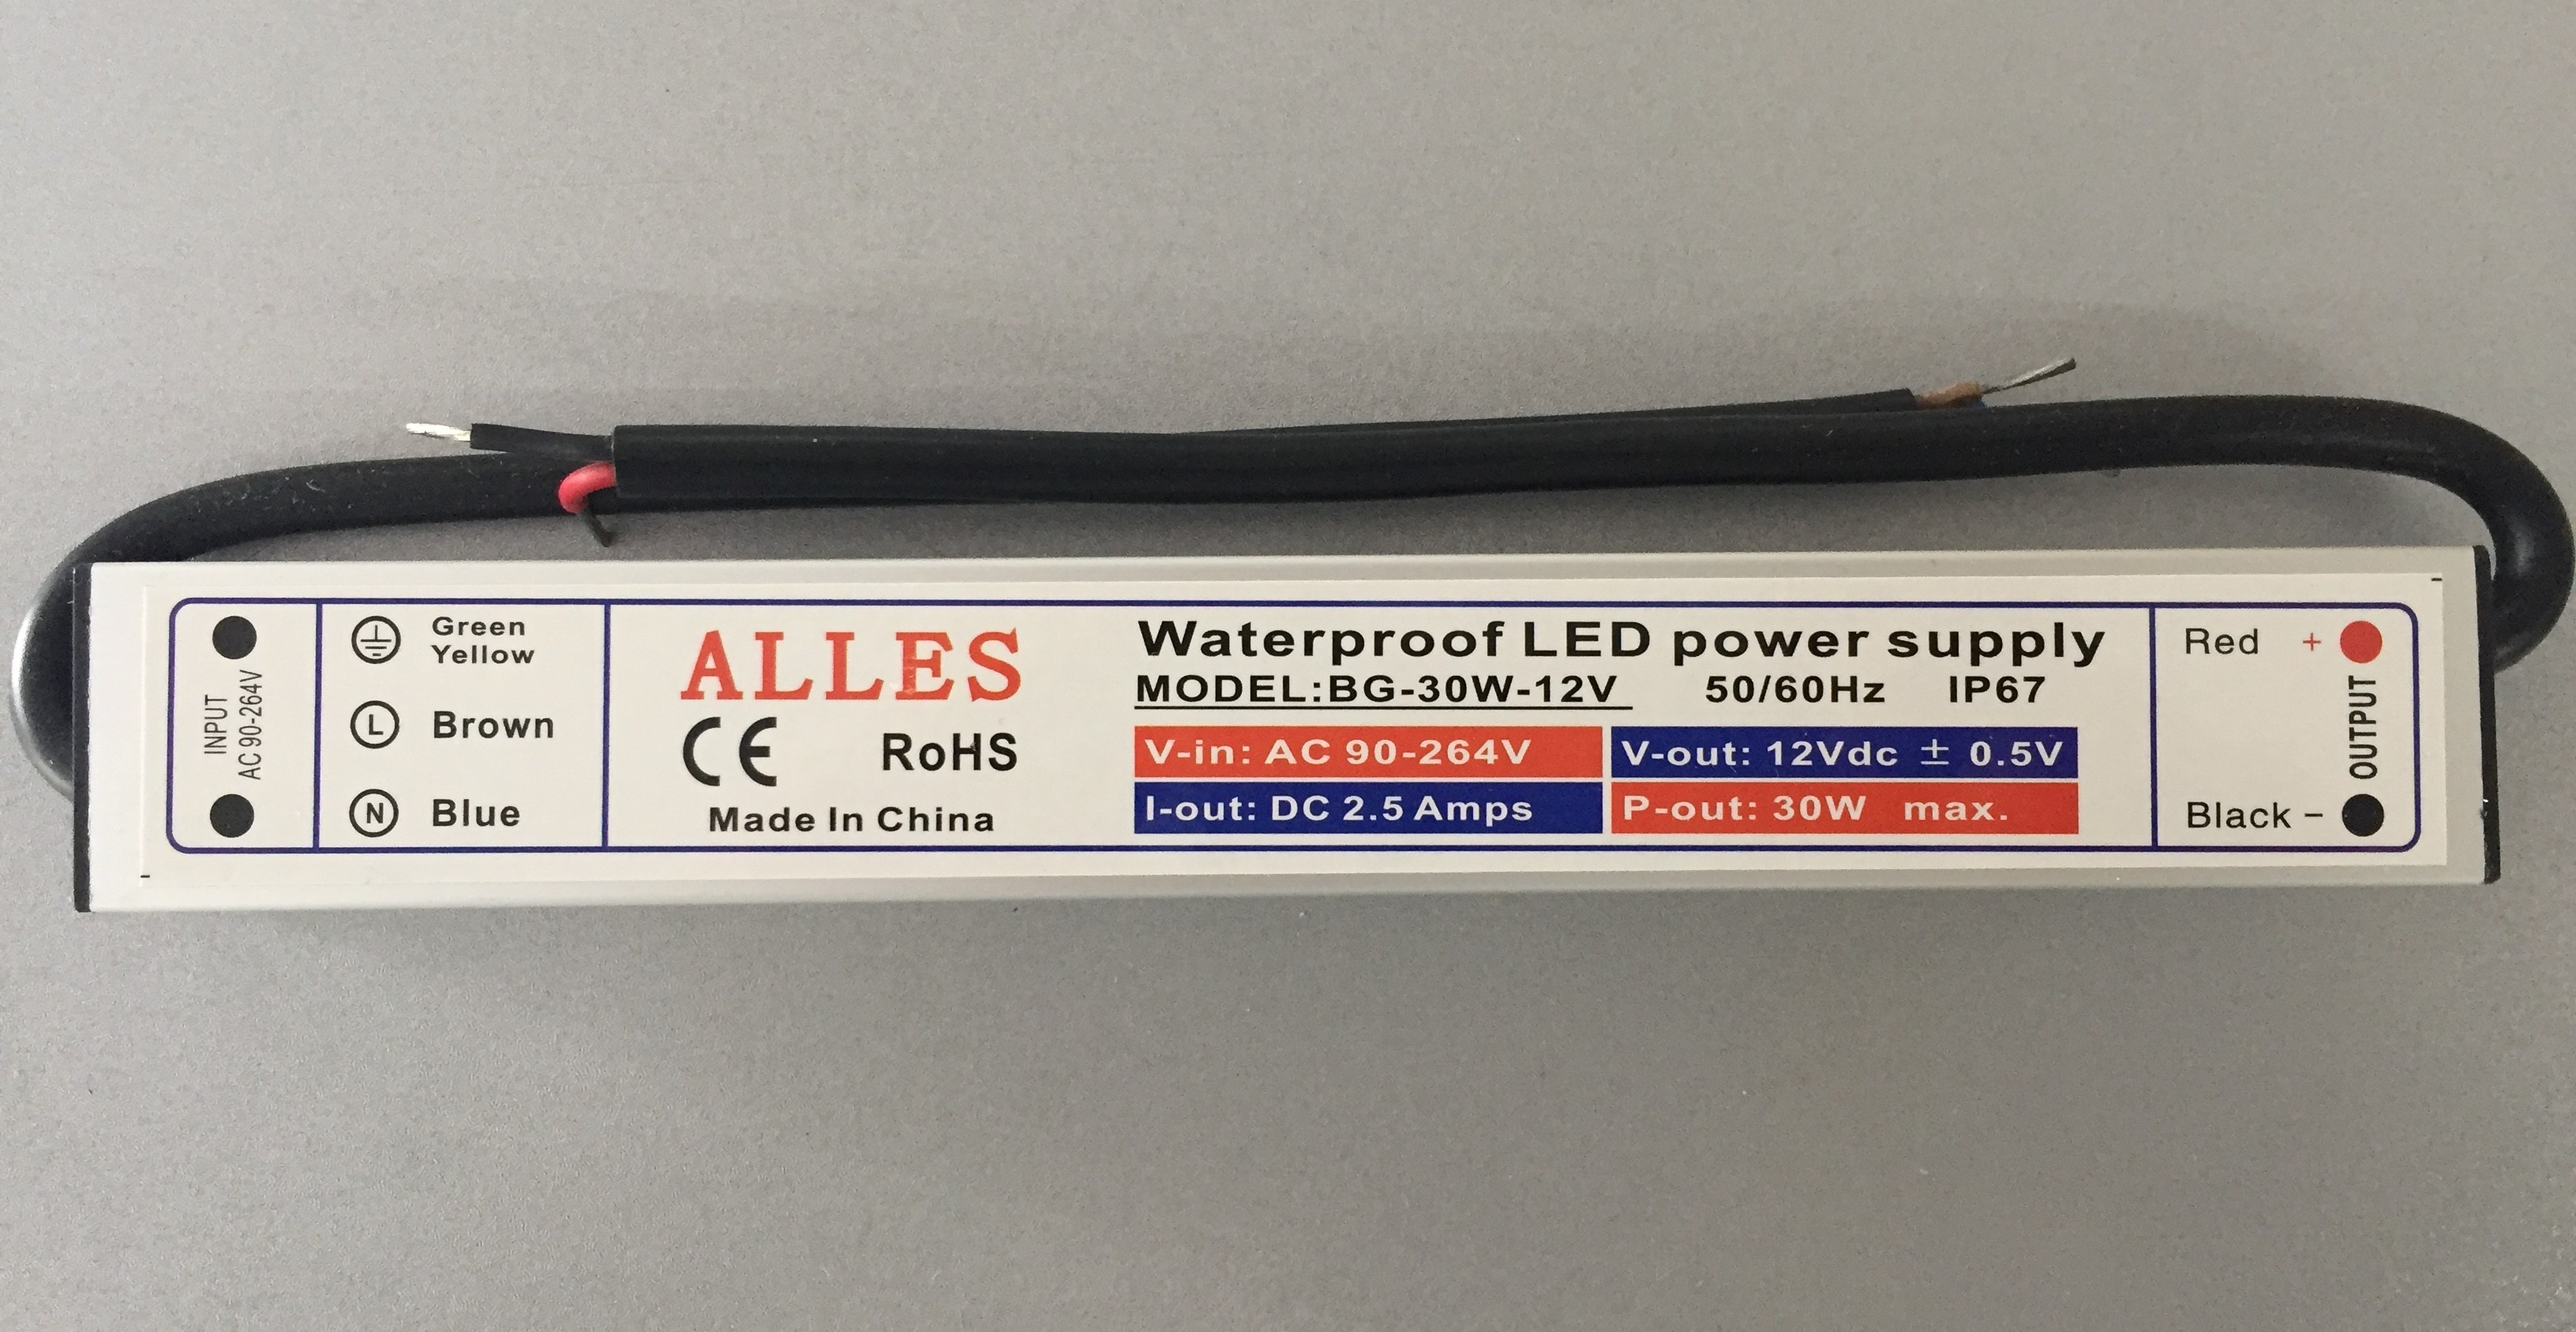 INPUT
AC 90-264V
Green
Yellow
L Brown
N Blue
ALLES
CE RoHS
Made In China
Waterproof LED power supply
MODEL:BG-30W-12V 50/60Hz IP67
V-in: AC 90-264V V-out: 12Vdc ± 0.5V
I-out: DC 2.5 Amps P-out: 30W max.
Red +
OUTPUT
Black −